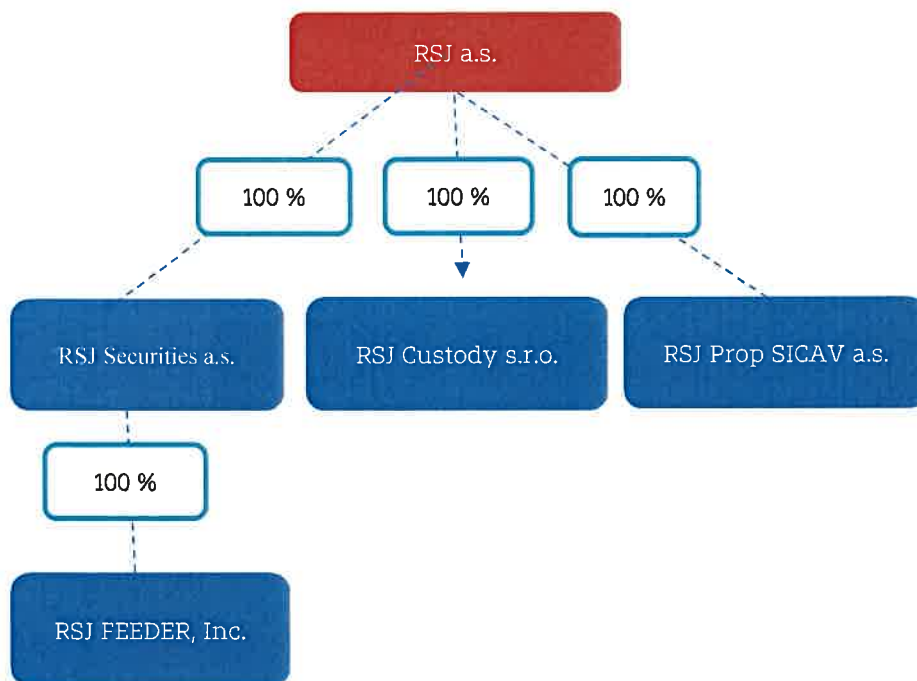 RSJ a.s.
100 %
100 %
100 %
RSJ Securities a.s.
RSJ Custody s.r.o.
RSJ Prop SICAV a.s.
100 %
RSJ FEEDER, Inc.